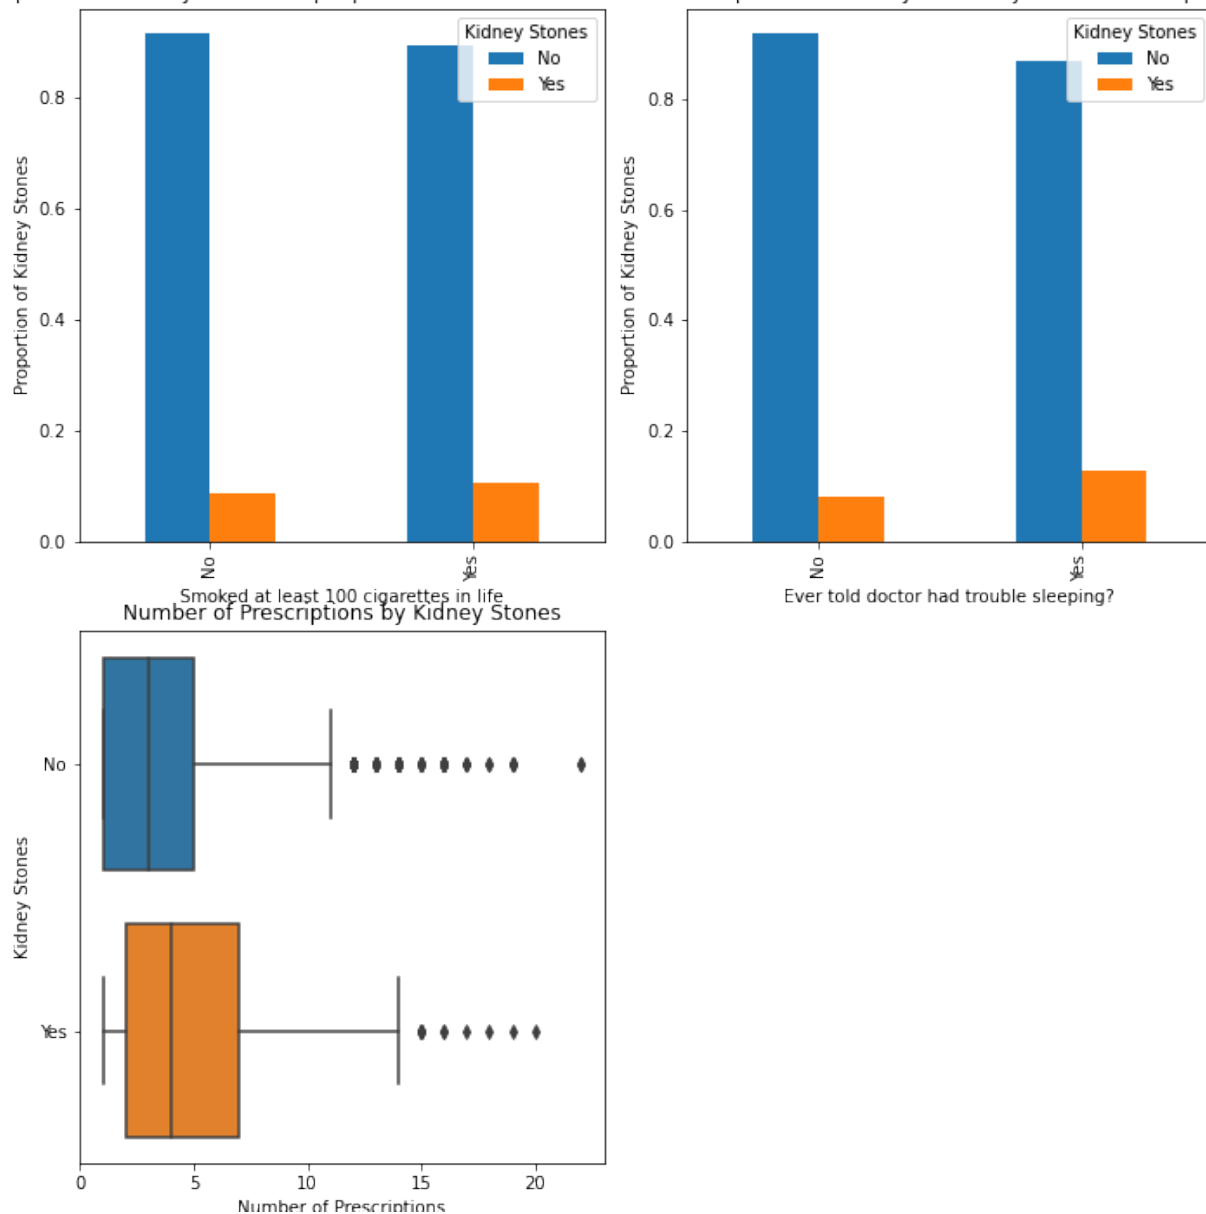 Kidney Stones
No
Yes
0.8
0.6
0.4
0.2
0.0
Proportion of Kidney Stones
No
Yes
Smoked at least 100 cigarettes in life
Kidney Stones
No
Yes
0.8
0.6
0.4
0.2
0.0
Proportion of Kidney Stones
No
Yes
Ever told doctor had trouble sleeping?
Number of Prescriptions by Kidney Stones
No
Yes
Kidney Stones
0
5
10
15
20
Number of Prescriptions